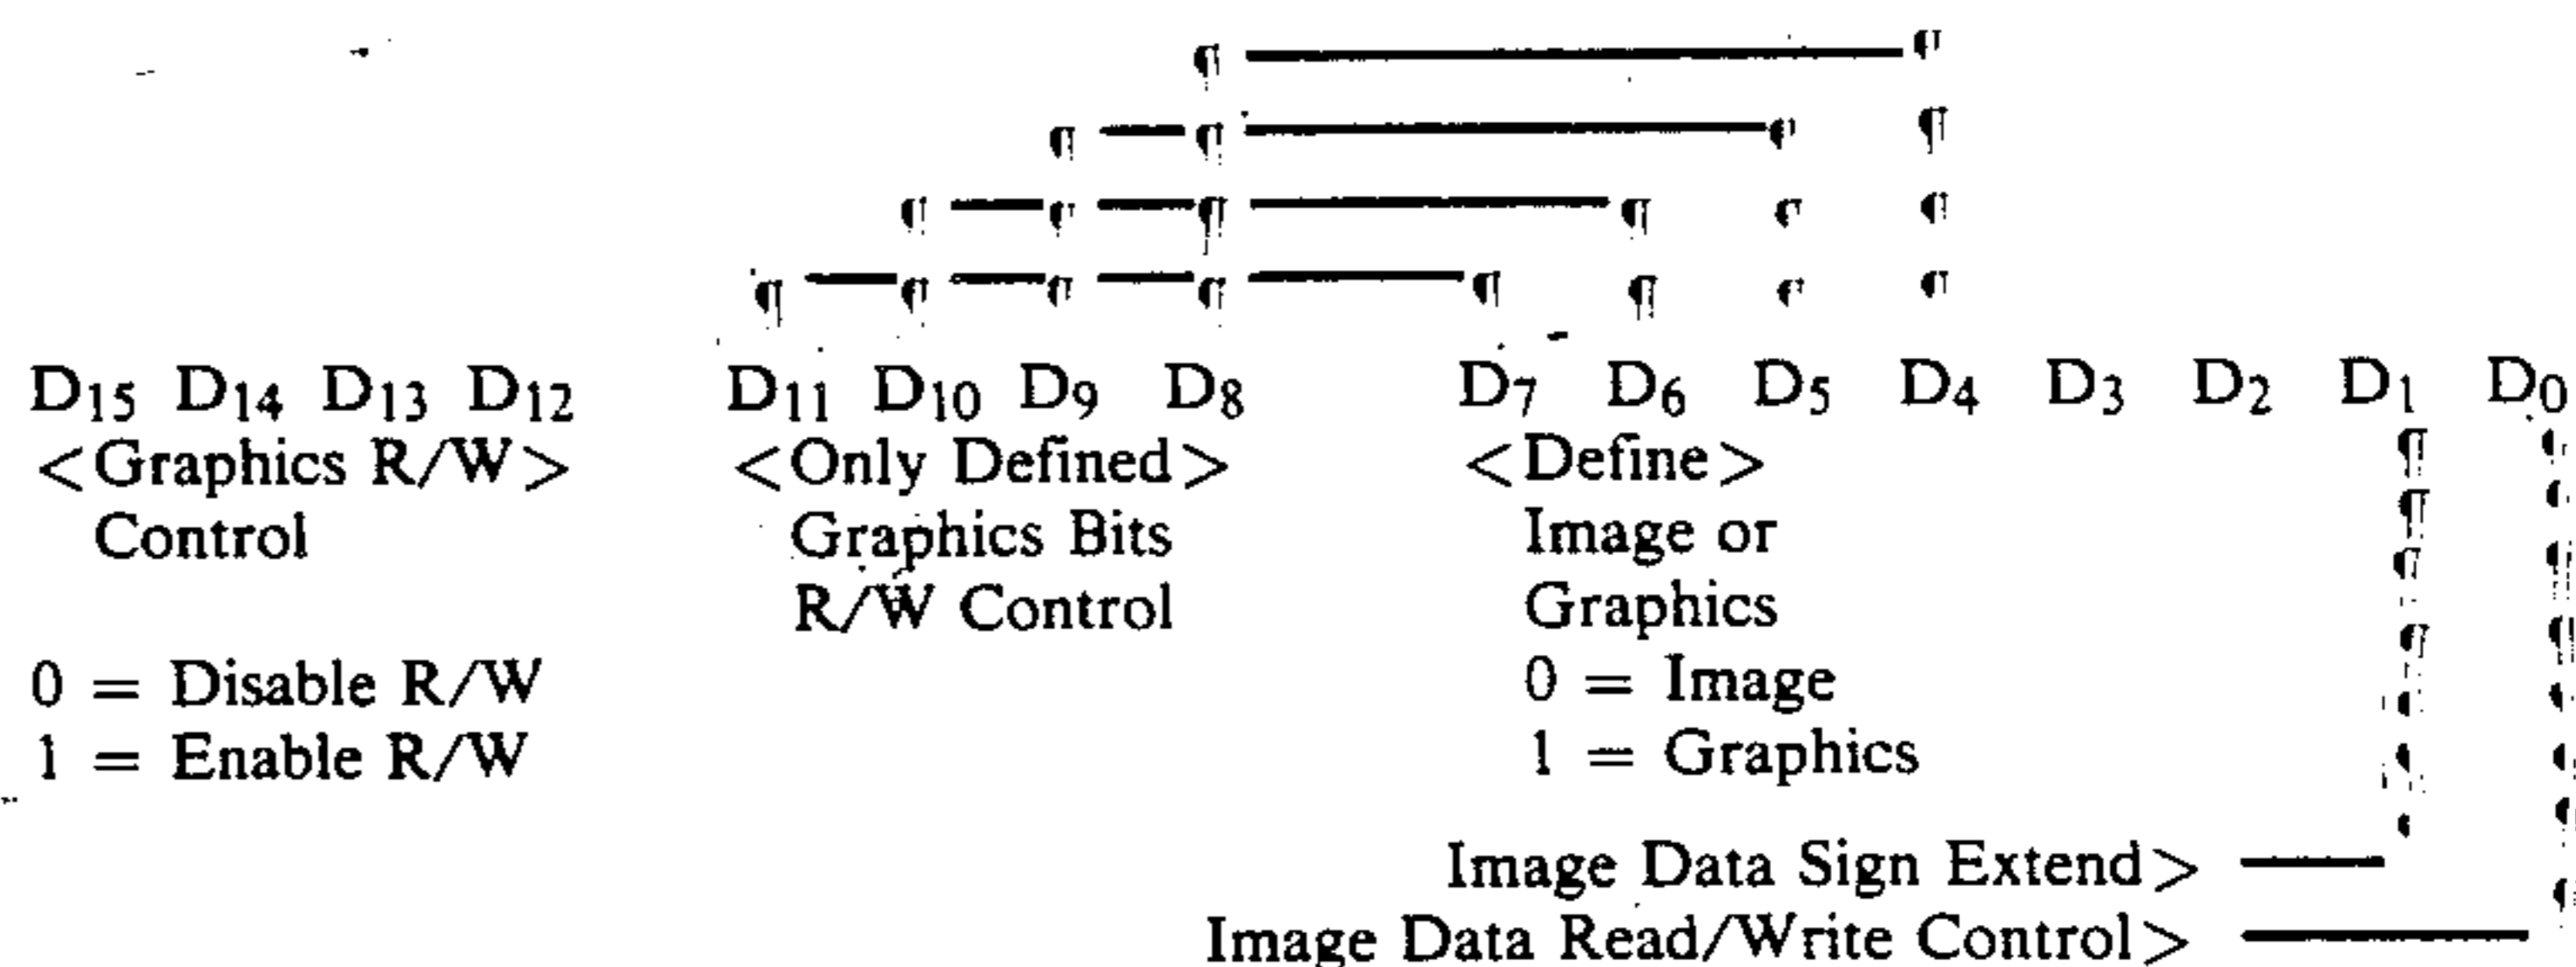 ¶ ¶
¶ ¶ ¶ ¶
¶ ¶ ¶ ¶ ¶ ¶
¶ ¶ ¶ ¶ ¶ ¶ ¶ ¶
D15 D14 D13 D12 D11 D10 D9 D8 D7 D6 D5 D4 D3 D2 D1 D0
<Graphics R/W> <Only Defined> <Define> ¶ ¶
Control Graphics Bits Image or ¶ ¶
R/W Control Graphics ¶ ¶
0 = Disable R/W 0 = Image
1 = Enable R/W 1 = Graphics
Image Data Sign Extend>
Image Data Read/Write Control>